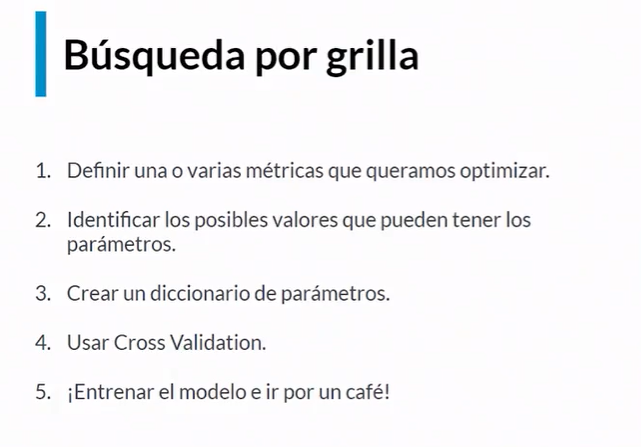 Búsqueda por grilla
1. Definir una o varias métricas que queramos optimizar.
2. Identificar los posibles valores que pueden tener los
parámetros.
3. Crear un diccionario de parámetros.
4. Usar Cross Validation.
5. ¡Entrenar el modelo e ir por un café!